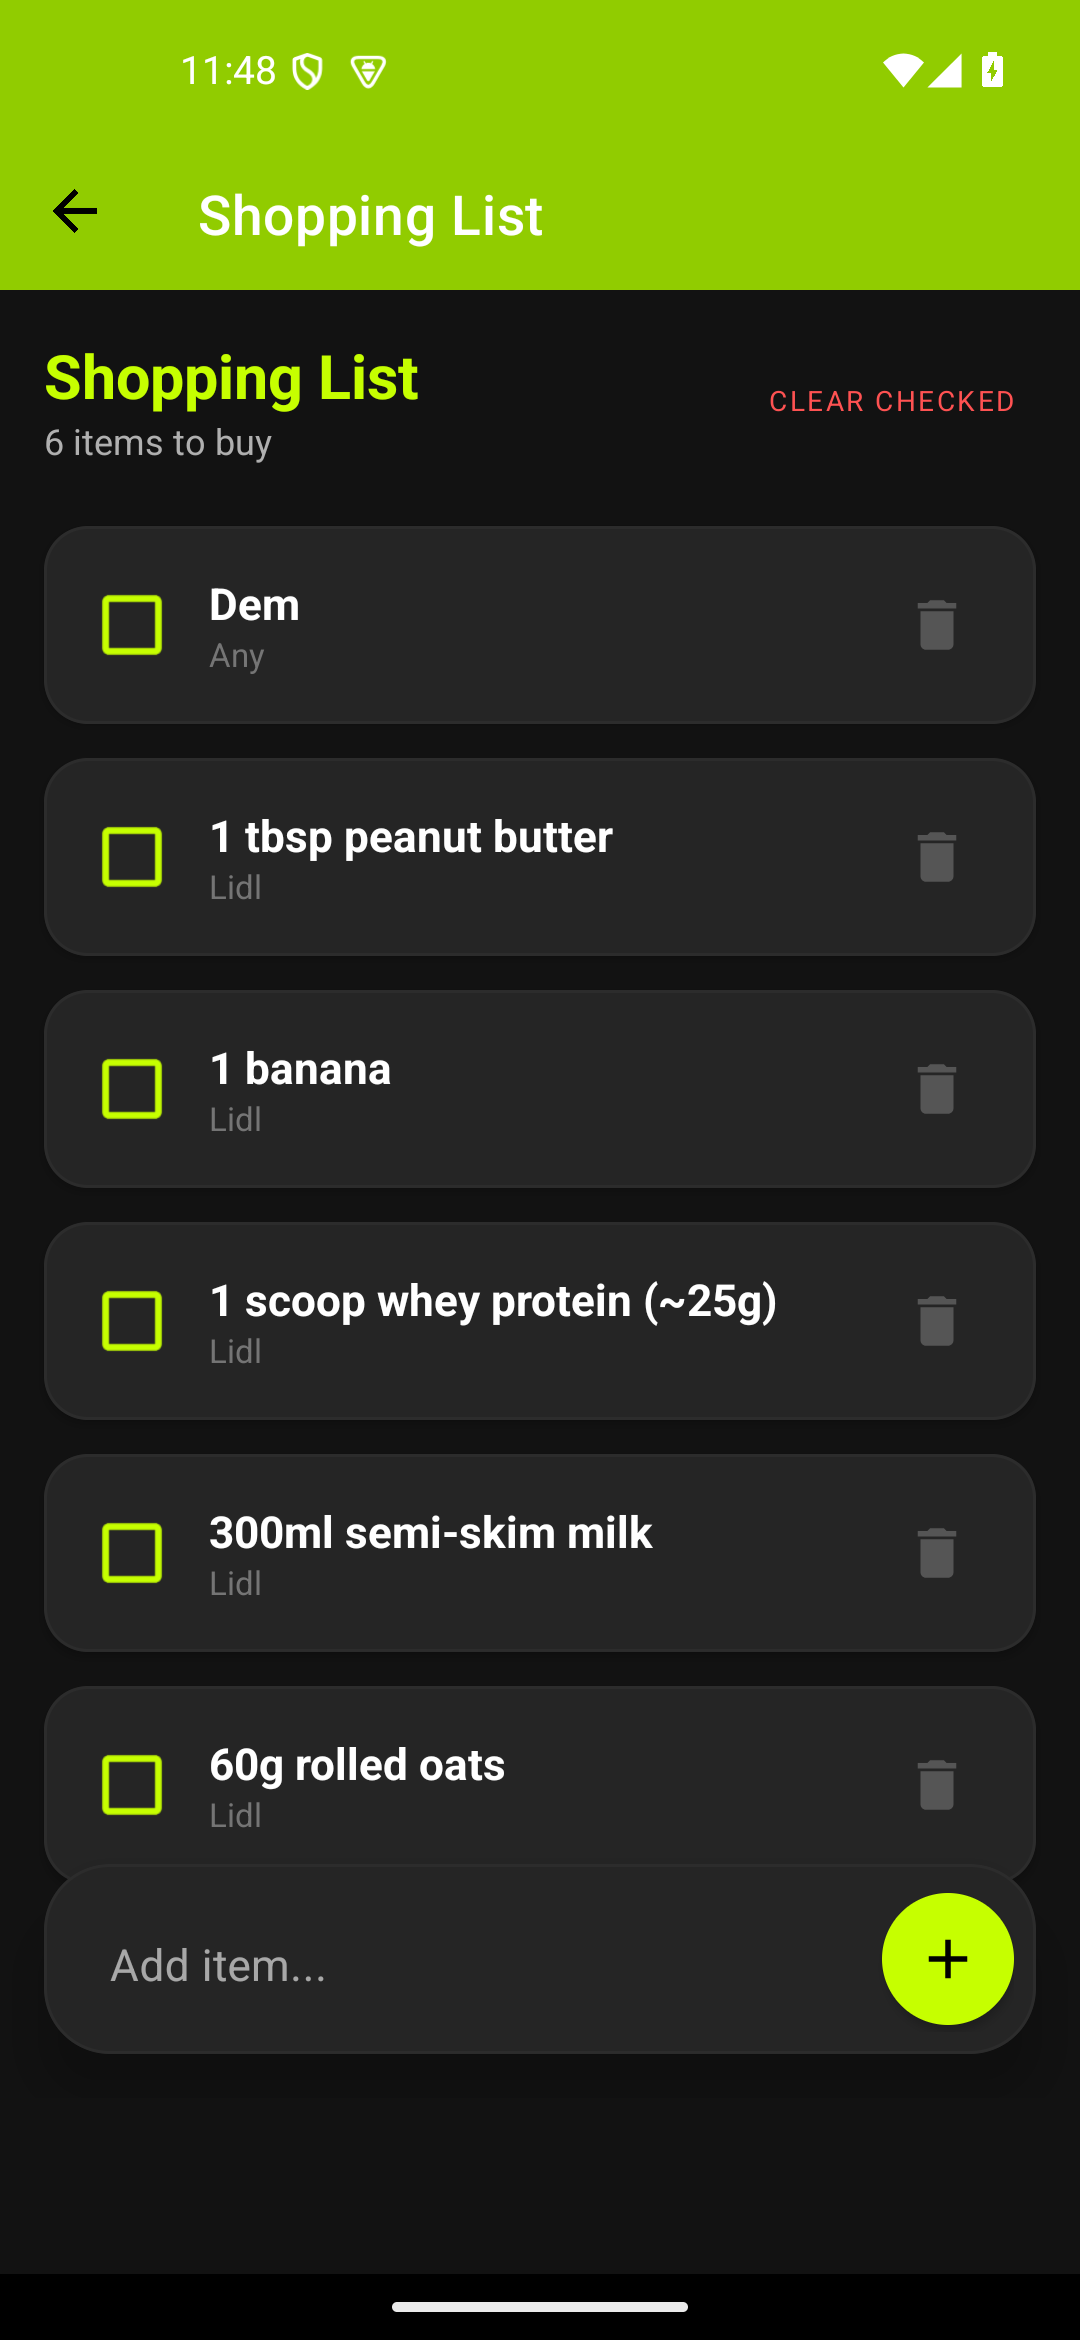 11:48
Shopping List
Shopping List
CLEAR CHECKED
6 items to buy
Dem
Any
1 tbsp peanut butter
Lidl
1 banana
Lidl
1 scoop whey protein (~25g)
Lidl
300ml semi-skim milk
Lidl
60g rolled oats
Lidl
Add item...